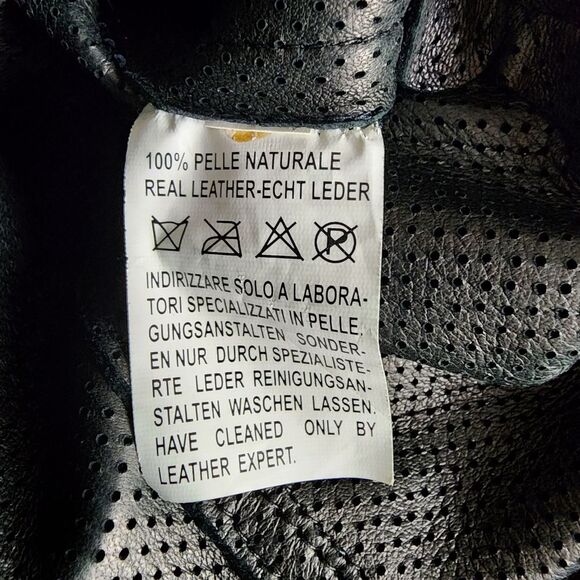 100% PELLE NATURALE
REAL LEATHER-ECHT LEDER
P
INDIRIZZARE SOLO A LABORA-
TORI SPECIALIZZATI IN PELLE,
GUNGSANSTALTEN SONDER-
EN NUR DURCH SPEZIALISTE-
RTE LEDER REINIGUNGSAN-
STALTEN WASCHEN LASSEN.
HAVE CLEANED ONLY BY
LEATHER EXPERT.